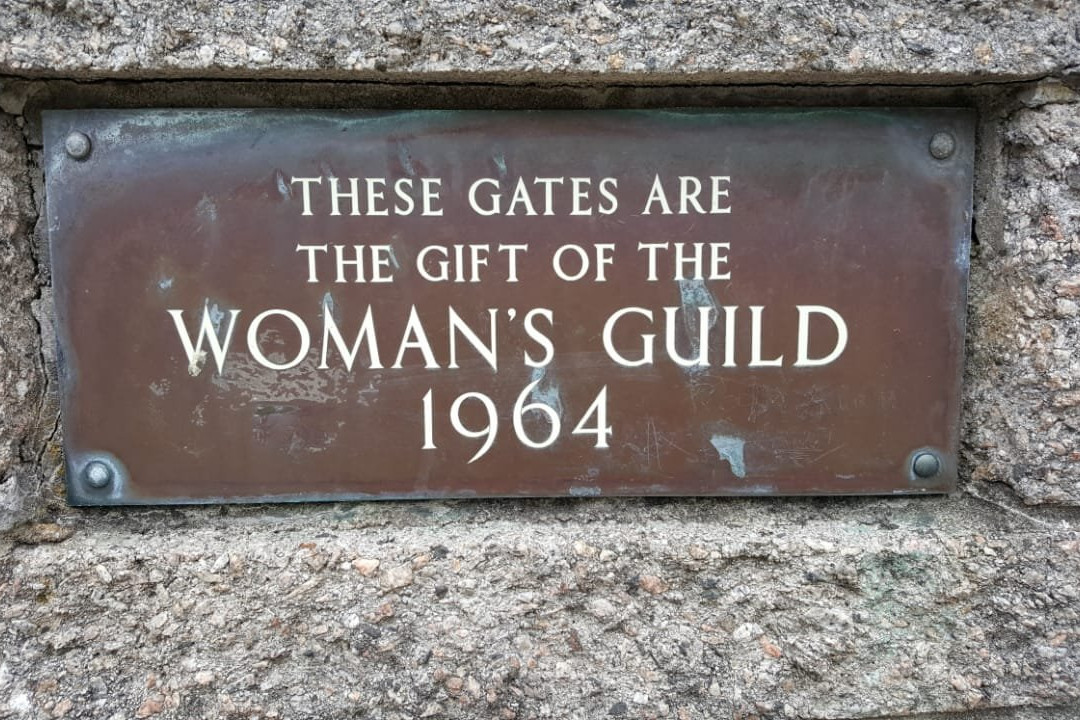 THESE GATES ARE
THE GIFT OF THE
WOMAN'S GUILD
1964